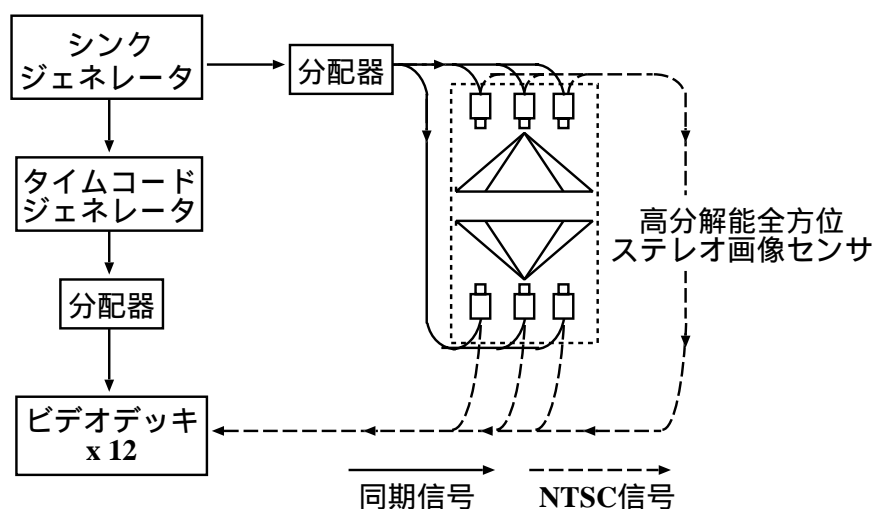 シンク
ジェネレータ
分配器
タイムコード
ジェネレータ
高分解能全方位
ステレオ画像センサ
分配器
ビデオデッキ
x 12
同期信号
NTSC信号